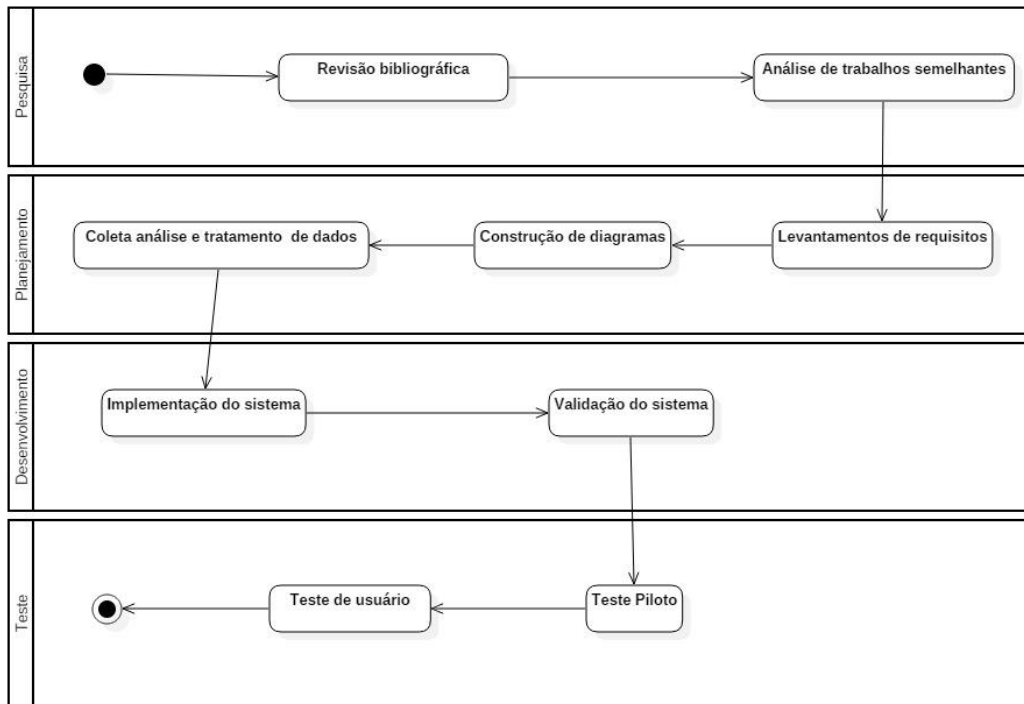 Pesquisa
Revisão bibliográfica
Análise de trabalhos semelhantes
Planejamento
Coleta análise e tratamento  de dados
Construção de diagramas
Levantamentos de requisitos
Desenvolvimento
Implementação do sistema
Validação do sistema
Teste
Teste de usuário
Teste Piloto